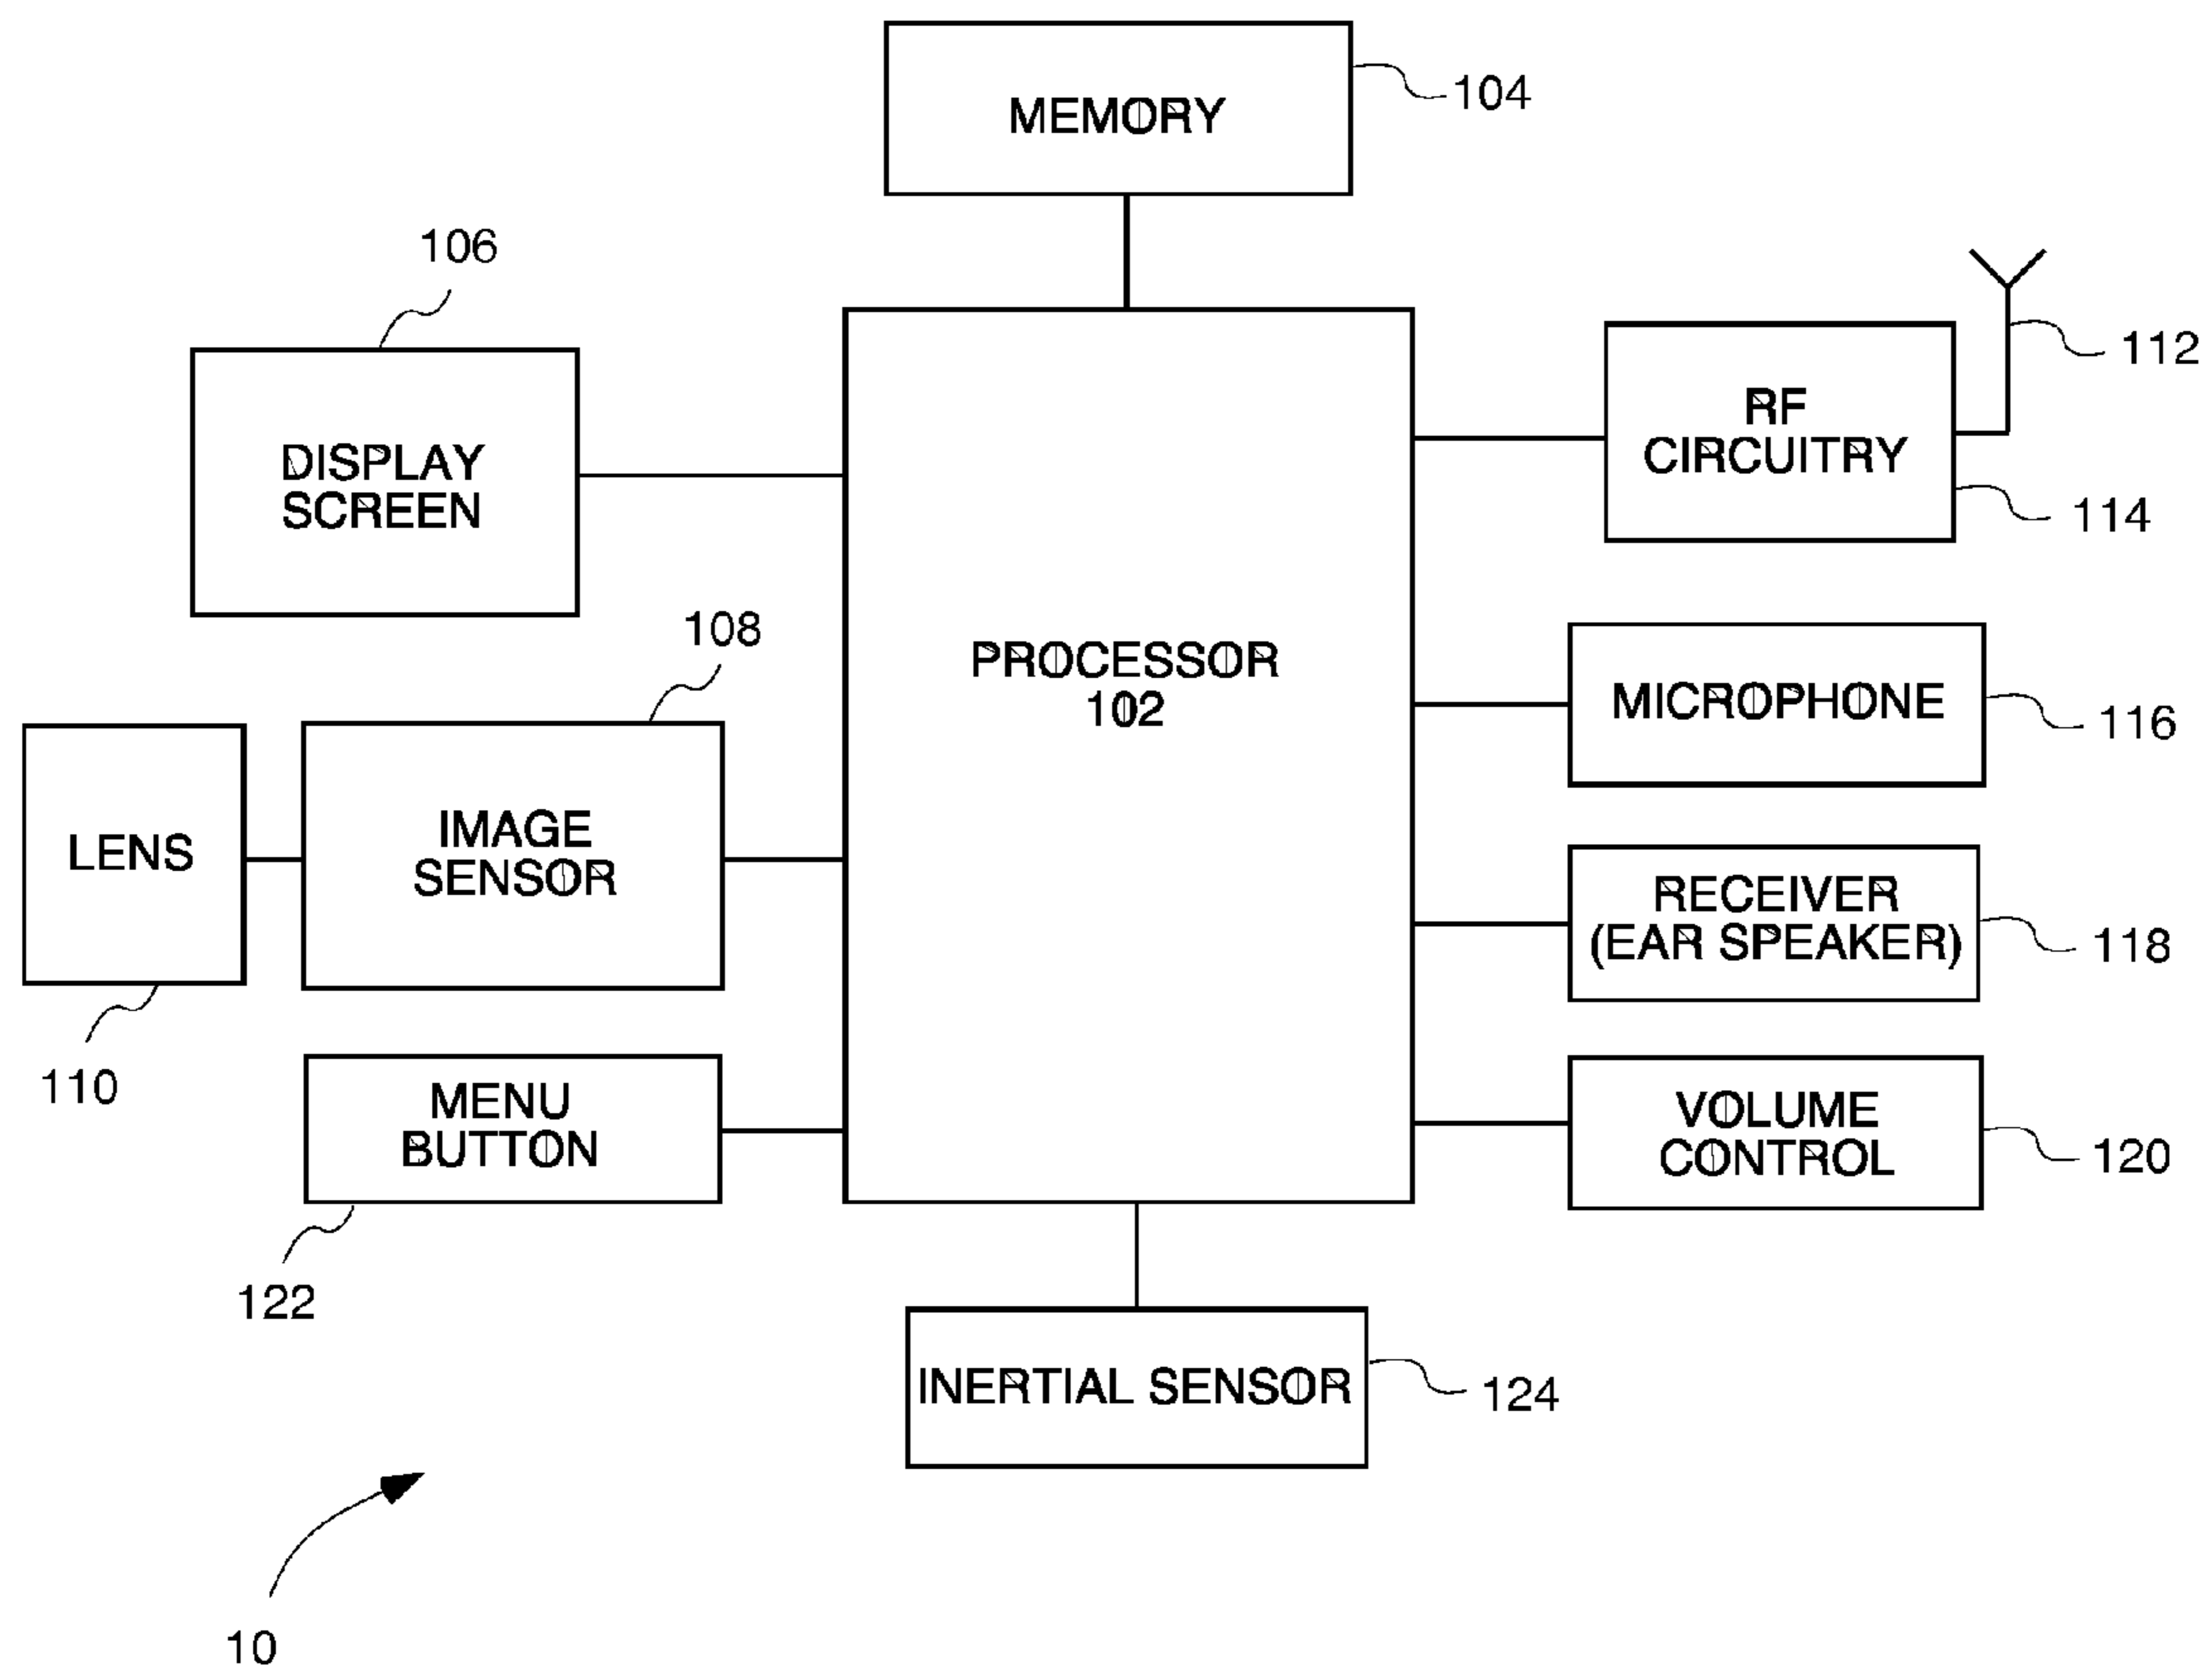 MEMORY
104
106
DISPLAY
SCREEN
112
RF
CIRCUITRY
114
108
PROCESSOR
102
MICROPHONE
116
LENS
IMAGE
SENSOR
RECEIVER
(EAR SPEAKER)
118
110
MENU
BUTTON
VOLUME
CONTROL
120
122
INERTIAL SENSOR
124
10